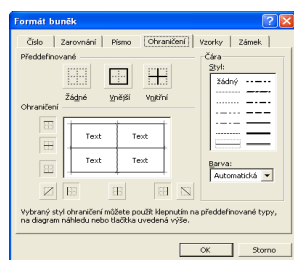 Formát buněk
Číslo Zarovnání Písmo Ohraničení Vzorky Zámek
Předdefinované
Žádné Vnější Vnitřní
Ohraničení
Text Text
Text Text
Čára
Styl:
žádný
Barva:
Automatická
Vybraný styl ohraničení můžete použít klepnutím na předdefinované typy,
na diagram náhledu nebo tlačítka uvedená výše.
OK Storno